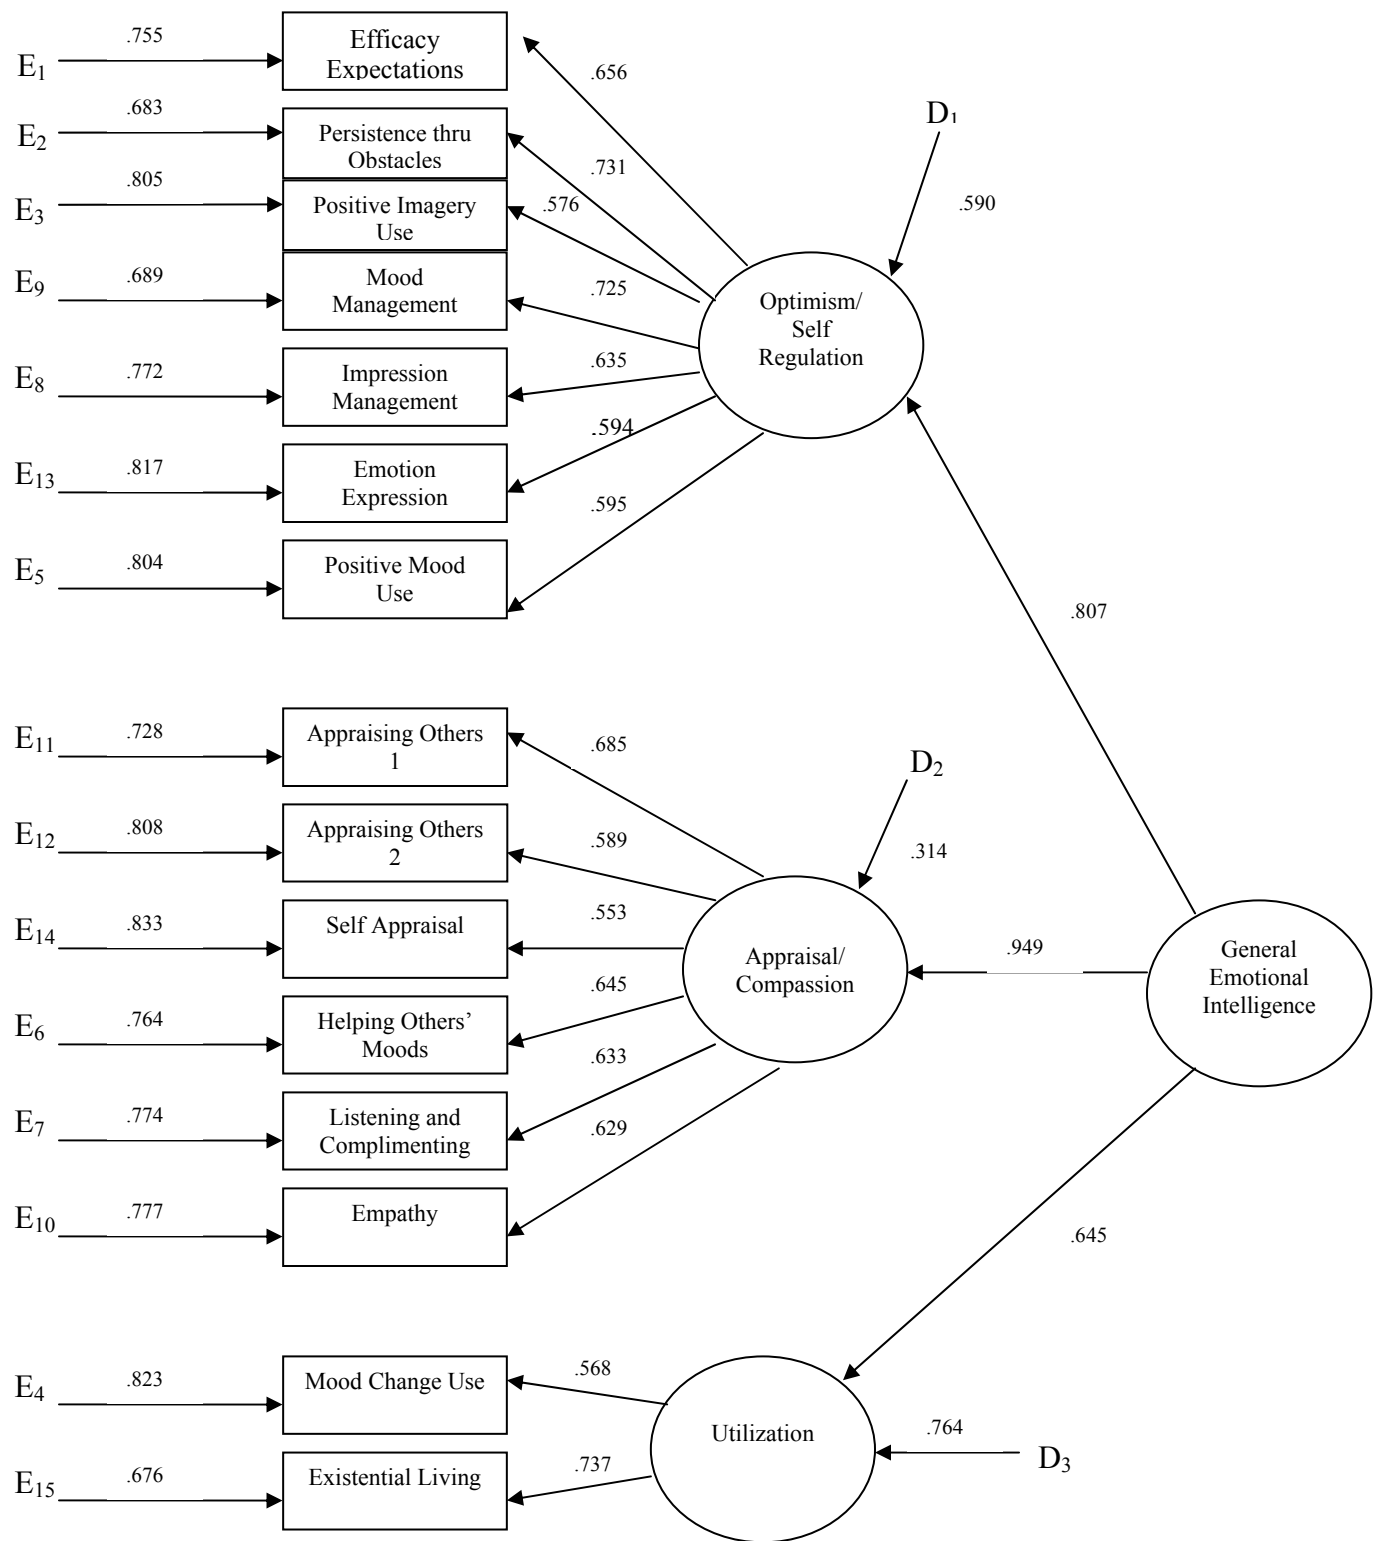 .755
E1
Efficacy
Expectations
.656
.683
E2
Persistence thru
Obstacles
.731
D1
.590
.805
E3
Positive Imagery
Use
.576
.689
E9
Mood
Management
.725
Optimism/
Self
Regulation
.772
E8
Impression
Management
.635
.817
E13
Emotion
Expression
.594
.804
E5
Positive Mood
Use
.595
.807
.728
E11
Appraising Others
1
.685
D2
.314
.808
E12
Appraising Others
2
.589
.833
E14
Self Appraisal
.553
Appraisal/
Compassion
.949
General
Emotional
Intelligence
.764
E6
Helping Others’
Moods
.645
.774
E7
Listening and
Complimenting
.633
.777
E10
Empathy
.629
.645
.823
E4
Mood Change Use
.568
Utilization
.764
D3
.676
E15
Existential Living
.737